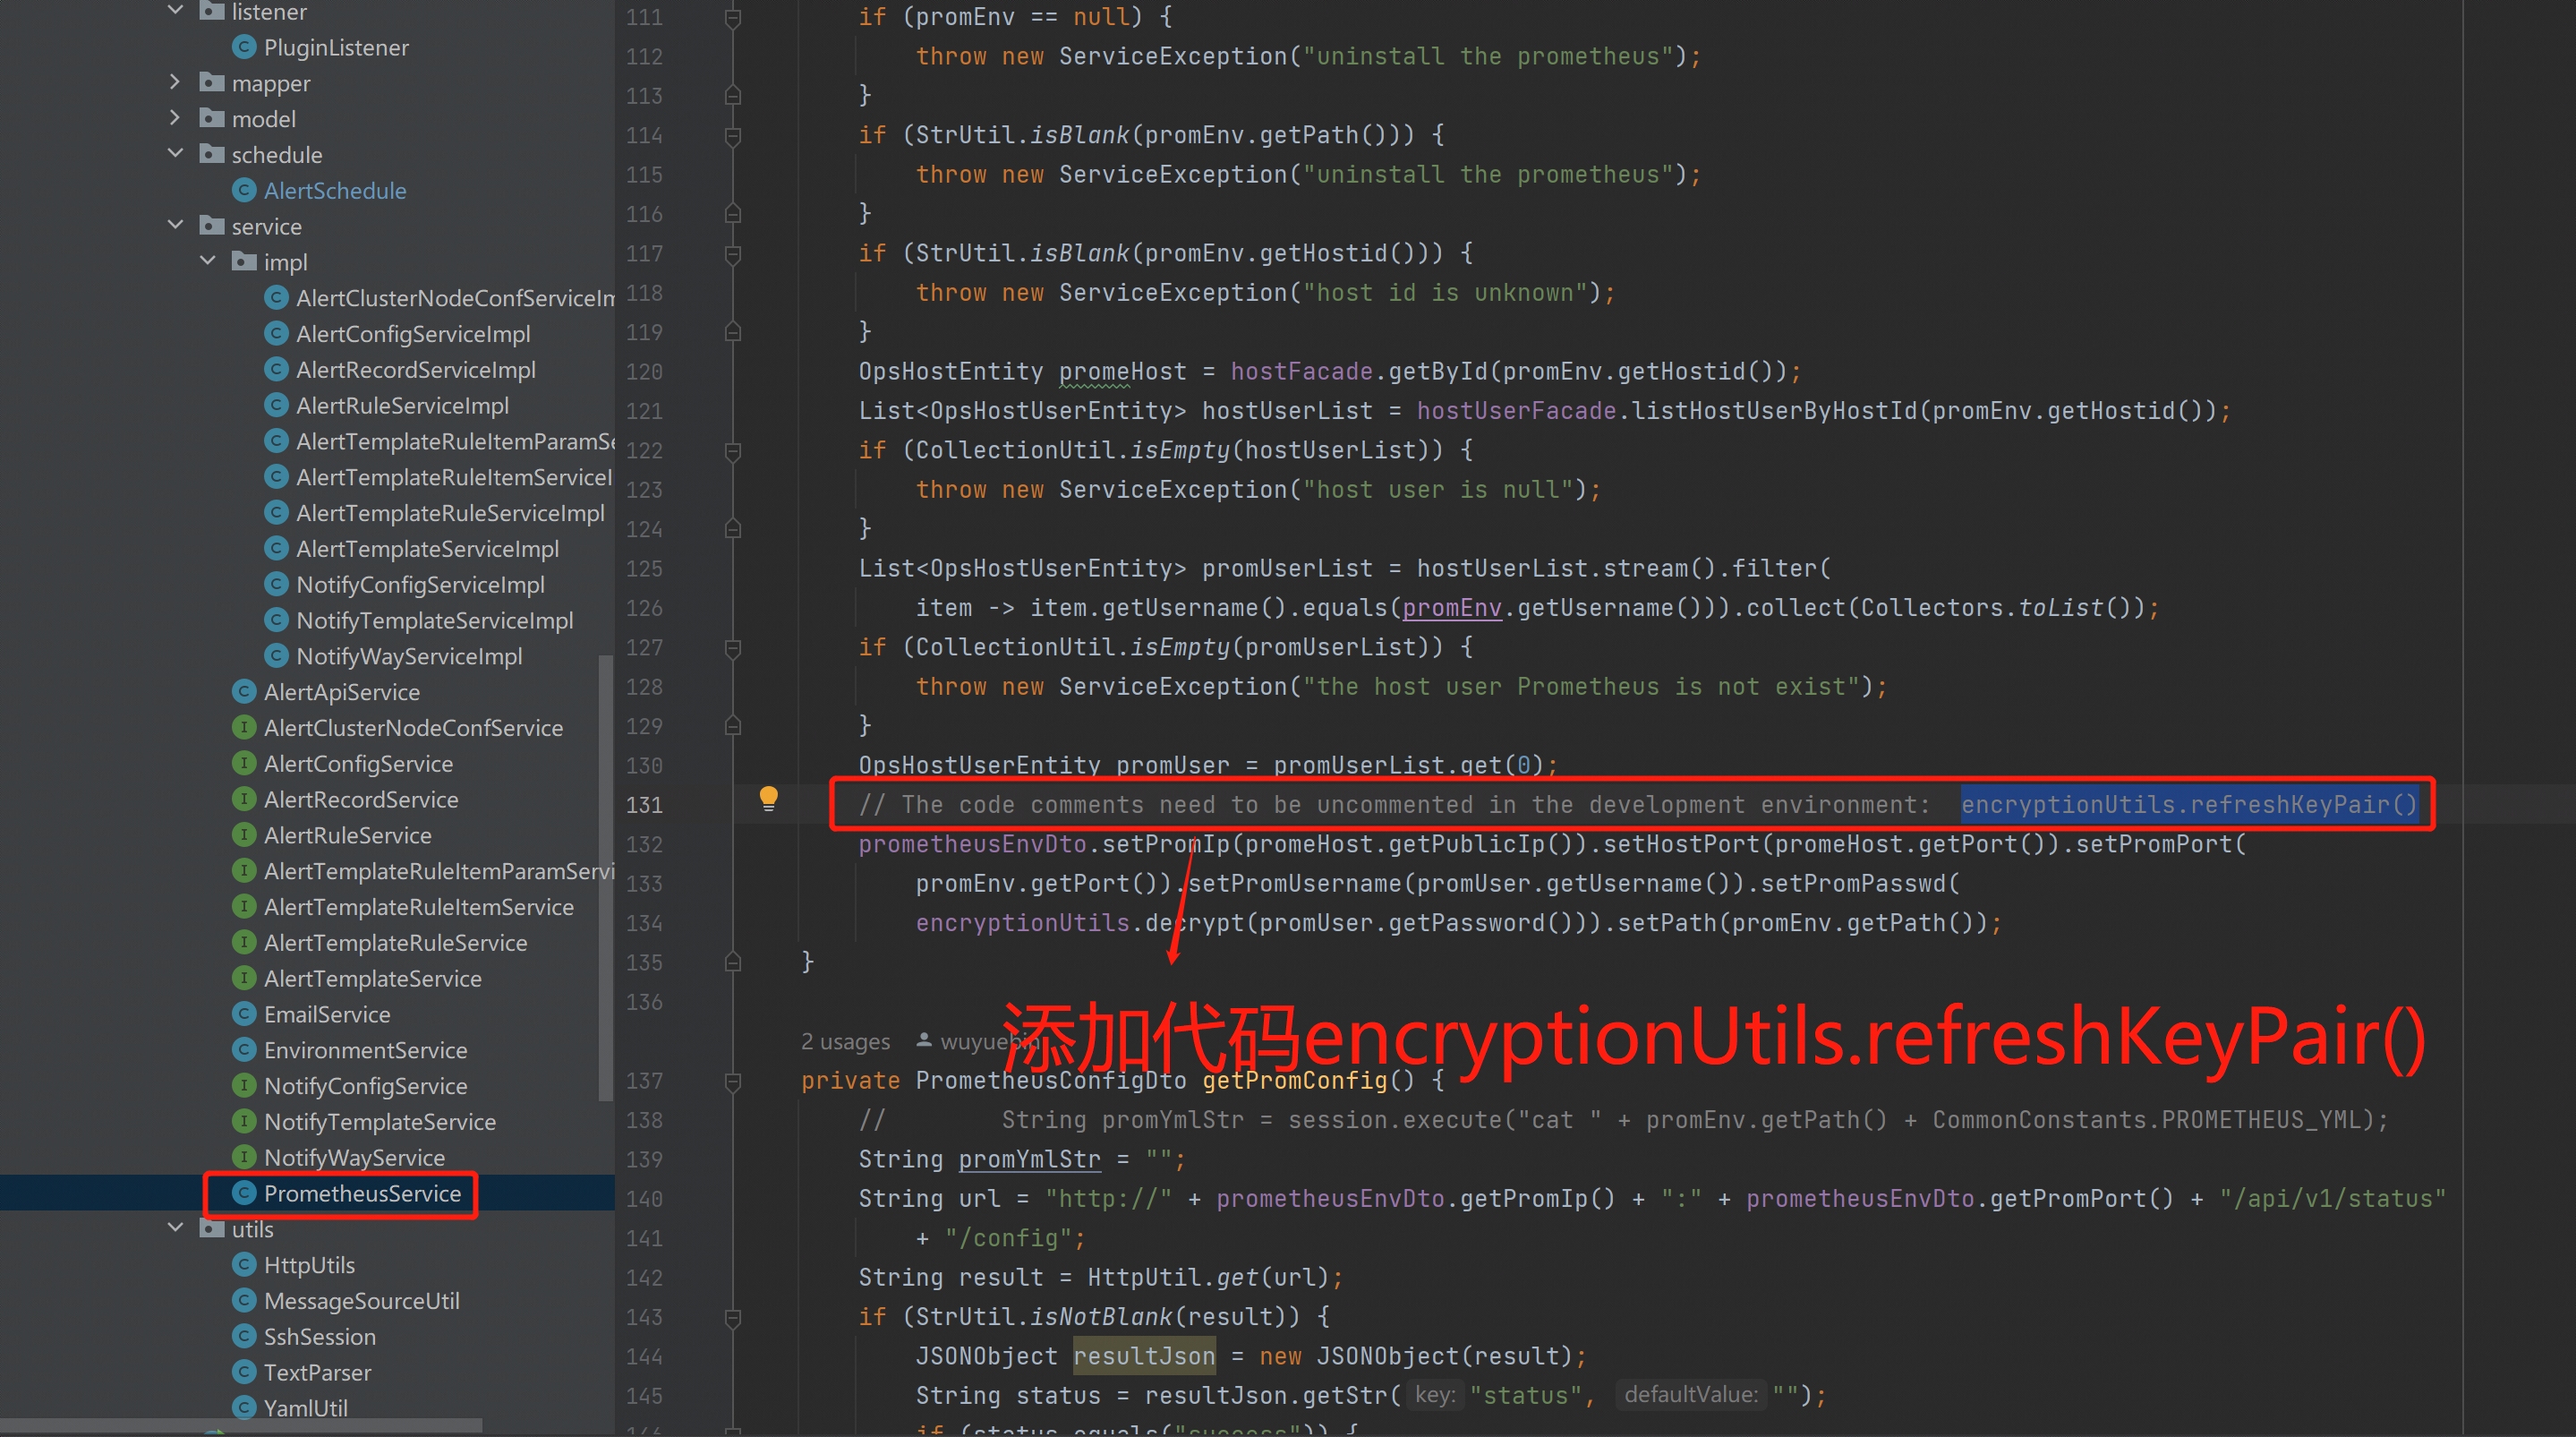 listener
PluginListener
mapper
model
schedule
AlertSchedule
service
impl
AlertClusterNodeConfServiceIm
AlertConfigServiceImpl
AlertRecordServiceImpl
AlertRuleServiceImpl
AlertTemplateRuleItemParamSe
AlertTemplateRuleItemServiceI
AlertTemplateRuleServiceImpl
AlertTemplateServiceImpl
NotifyConfigServiceImpl
NotifyTemplateServiceImpl
NotifyWayServiceImpl
AlertApiService
AlertClusterNodeConfService
AlertConfigService
AlertRecordService
AlertRuleService
AlertTemplateRuleItemParamServi
AlertTemplateRuleItemService
AlertTemplateRuleService
AlertTemplateService
EmailService
EnvironmentService
NotifyConfigService
NotifyTemplateService
NotifyWayService
PrometheusService
utils
HttpUtils
MessageSourceUtil
SshSession
TextParser
YamlUtil
111 if (promEnv == null) {
112 throw new ServiceException("uninstall the prometheus");
113 }
114 if (StrUtil.isBlank(promEnv.getPath())) {
115 throw new ServiceException("uninstall the prometheus");
116 }
117 if (StrUtil.isBlank(promEnv.getHostid())) {
118 throw new ServiceException("host id is unknown");
119 }
120 OpsHostEntity promeHost = hostFacade.getById(promEnv.getHostid());
121 List<OpsHostUserEntity> hostUserList = hostUserFacade.listHostUserByHostId(promEnv.getHostid());
122 if (CollectionUtil.isEmpty(hostUserList)) {
123 throw new ServiceException("host user is null");
124 }
125 List<OpsHostUserEntity> promUserList = hostUserList.stream().filter(
126 item -> item.getUsername().equals(promEnv.getUsername())).collect(Collectors.toList());
127 if (CollectionUtil.isEmpty(promUserList)) {
128 throw new ServiceException("the host user Prometheus is not exist");
129 }
130 OpsHostUserEntity promUser = promUserList.get(0);
131 // The code comments need to be uncommented in the development environment: encryptionUtils.refreshKeyPair()
132 prometheusEnvDto.setPromIp(promeHost.getPublicIp()).setHostPort(promeHost.getPort()).setPromPort(
133 promEnv.getPort()).setPromUsername(promUser.getUsername()).setPromPasswd(
134 encryptionUtils.decrypt(promUser.getPassword())).setPath(promEnv.getPath());
135 }
136
添加代码encryptionUtils.refreshKeyPair()
2 usages wuyuebin
137 private PrometheusConfigDto getPromConfig() {
138 // String promYmlStr = session.execute("cat " + promEnv.getPath() + CommonConstants.PROMETHEUS_YML);
139 String promYmlStr = "";
140 String url = "http://" + prometheusEnvDto.getPromIp() + ":" + prometheusEnvDto.getPromPort() + "/api/v1/status"
141 + "/config";
142 String result = HttpUtil.get(url);
143 if (StrUtil.isNotBlank(result)) {
144 JSONObject resultJson = new JSONObject(result);
145 String status = resultJson.getStr( key: "status", defaultValue: "");
146 if (status.equals("success")) {